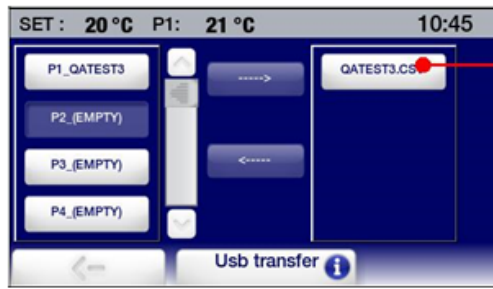 SET : 20 °C P1: 21 °C 10:45
P1_QATEST3
P2_(EMPTY)
P3_(EMPTY)
P4_(EMPTY)
----->
<-----
QATEST3.CS
Usb transfer i